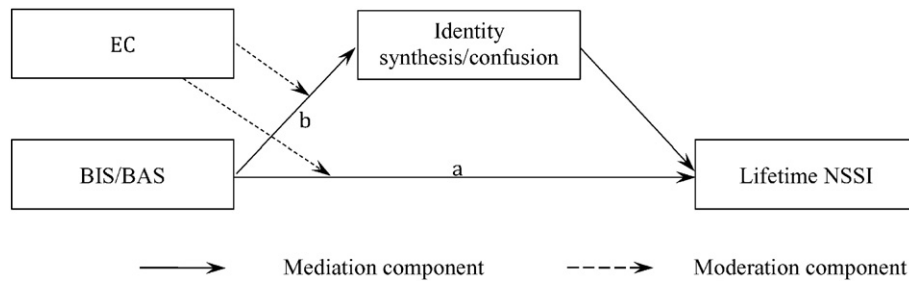 EC
Identity
synthesis/confusion
b
BIS/BAS
a
Lifetime NSSI
Mediation component
Moderation component